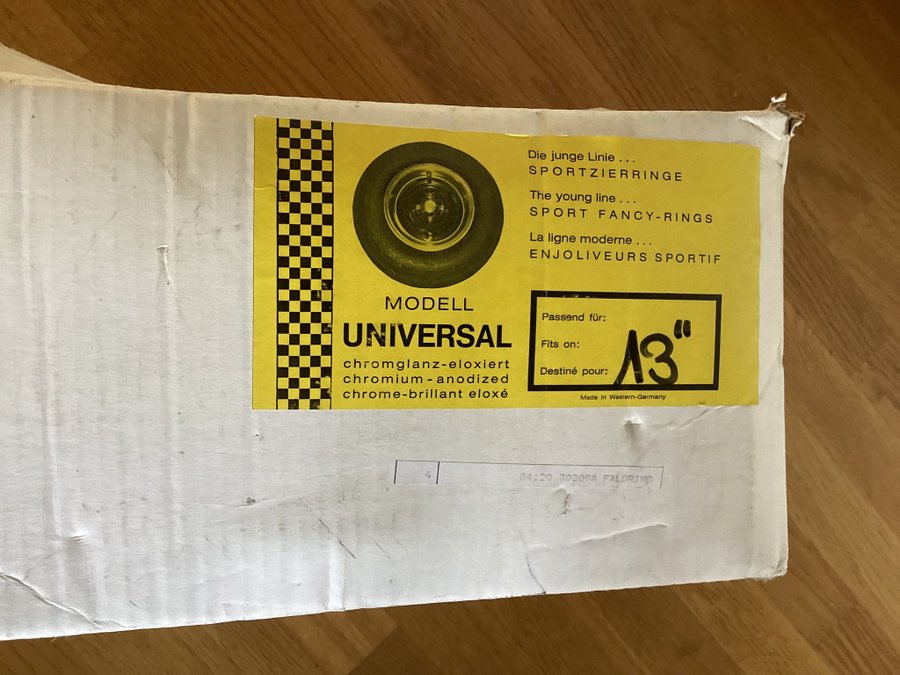 Die junge Linie . . .
SPORTZIERRINGE
The young line . . .
SPORT FANCY-RINGS
La ligne moderne . . .
ENJOLIVEURS SPORTIF
MODELL
UNIVERSAL
chromglanz-eloxiert
chromium-anodized
chrome-brillant eloxé
Passend für:
Fits on:
Destiné pour:
13"
Made in Western-Germany
4